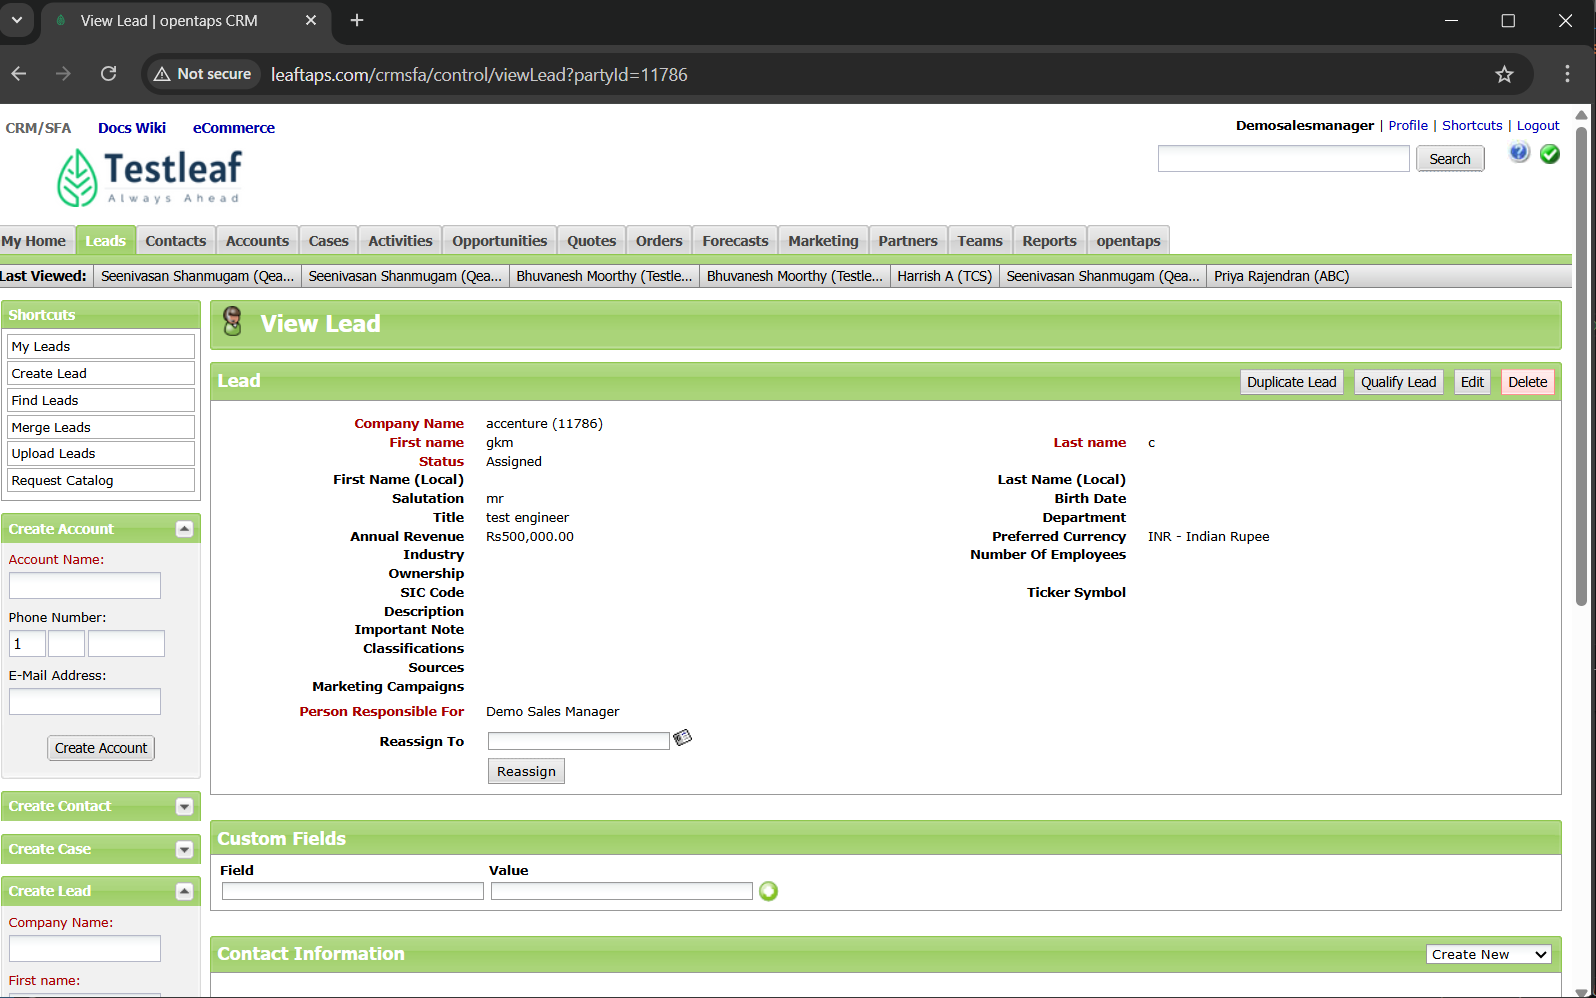 View Lead | opentaps CRM
Not secure leaftaps.com/crmsfa/control/viewLead?partyId=11786
CRM/SFA Docs Wiki eCommerce
Demosalesmanager | Profile | Shortcuts | Logout
Testleaf
Always Ahead
Search
My Home Leads Contacts Accounts Cases Activities Opportunities Quotes Orders Forecasts Marketing Partners Teams Reports opentaps
Last Viewed: Seenivasan Shanmugam (Qea... Seenivasan Shanmugam (Qea... Bhuvanesh Moorthy (Testle... Bhuvanesh Moorthy (Testle... Harrish A (TCS) Seenivasan Shanmugam (Qea... Priya Rajendran (ABC)
Shortcuts
My Leads
Create Lead
Find Leads
Merge Leads
Upload Leads
Request Catalog
Create Account
Account Name:
Phone Number:
1
E-Mail Address:
Create Account
Create Contact
Create Case
Create Lead
Company Name:
First name:
View Lead
Lead
Duplicate Lead Qualify Lead Edit Delete
Company Name accenture (11786)
First name gkm Last name c
Status Assigned
First Name (Local) Last Name (Local)
Salutation mr Birth Date
Title test engineer Department
Annual Revenue Rs500,000.00 Preferred Currency INR - Indian Rupee
Industry Number Of Employees
Ownership
SIC Code Ticker Symbol
Description
Important Note
Classifications
Sources
Marketing Campaigns
Person Responsible For Demo Sales Manager
Reassign To
Reassign
Custom Fields
Field Value
Contact Information
Create New